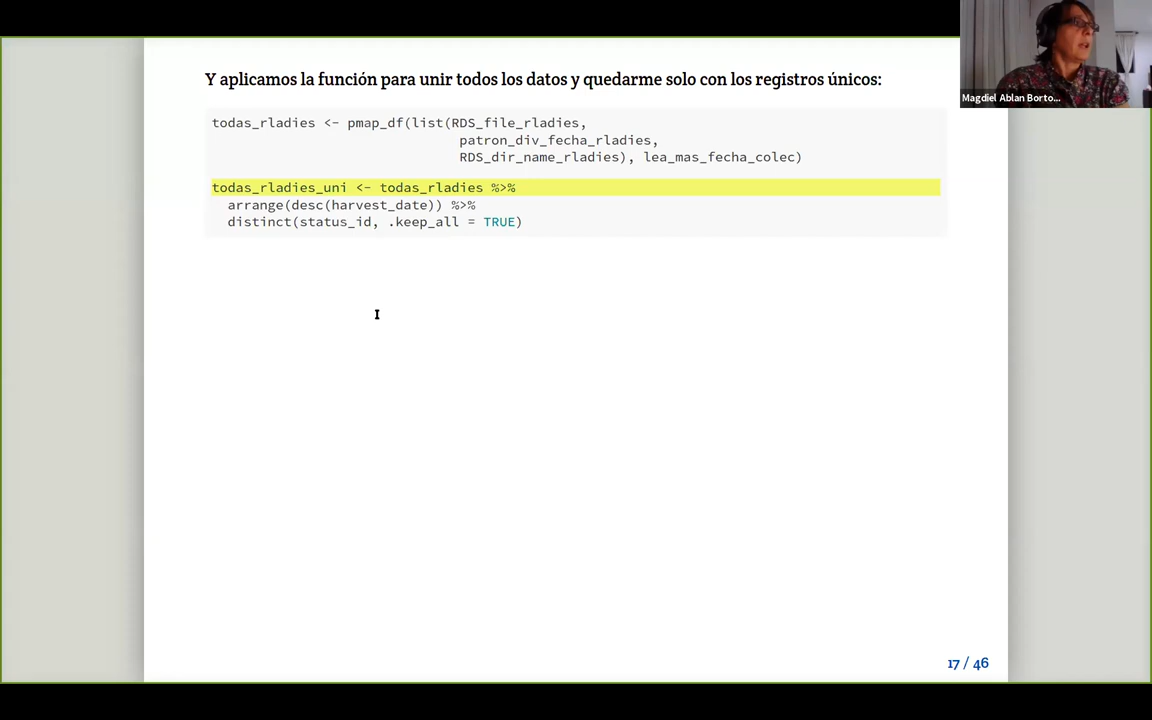 Y aplicamos la función para unir todos los datos y quedarme solo con los registros únicos:
todas_rladies <- pmap_df(list(RDS_file_rladies,
patron_div_fecha_rladies,
RDS_dir_name_rladies), lea_mas_fecha_colec)
todas_rladies_uni <- todas_rladies %>%
arrange(desc(harvest_date)) %>%
distinct(status_id, .keep_all = TRUE)
Magdiel Ablan Borto...
17 / 46